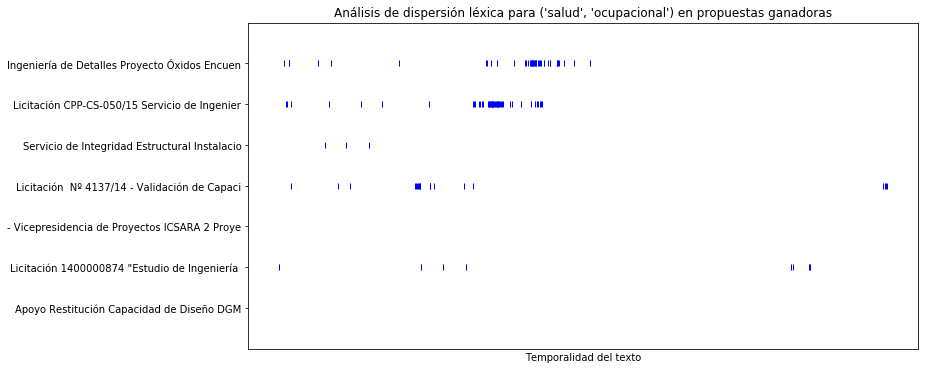 Análisis de dispersión léxica para ('salud', 'ocupacional') en propuestas ganadoras
Ingeniería de Detalles Proyecto Óxidos Encuen
Licitación CPP-CS-050/15 Servicio de Ingenier
Servicio de Integridad Estructural Instalacio
Licitación  Nº 4137/14 - Validación de Capaci
- Vicepresidencia de Proyectos ICSARA 2 Proye
Licitación 1400000874 "Estudio de Ingeniería
Apoyo Restitución Capacidad de Diseño DGM
Temporalidad del texto